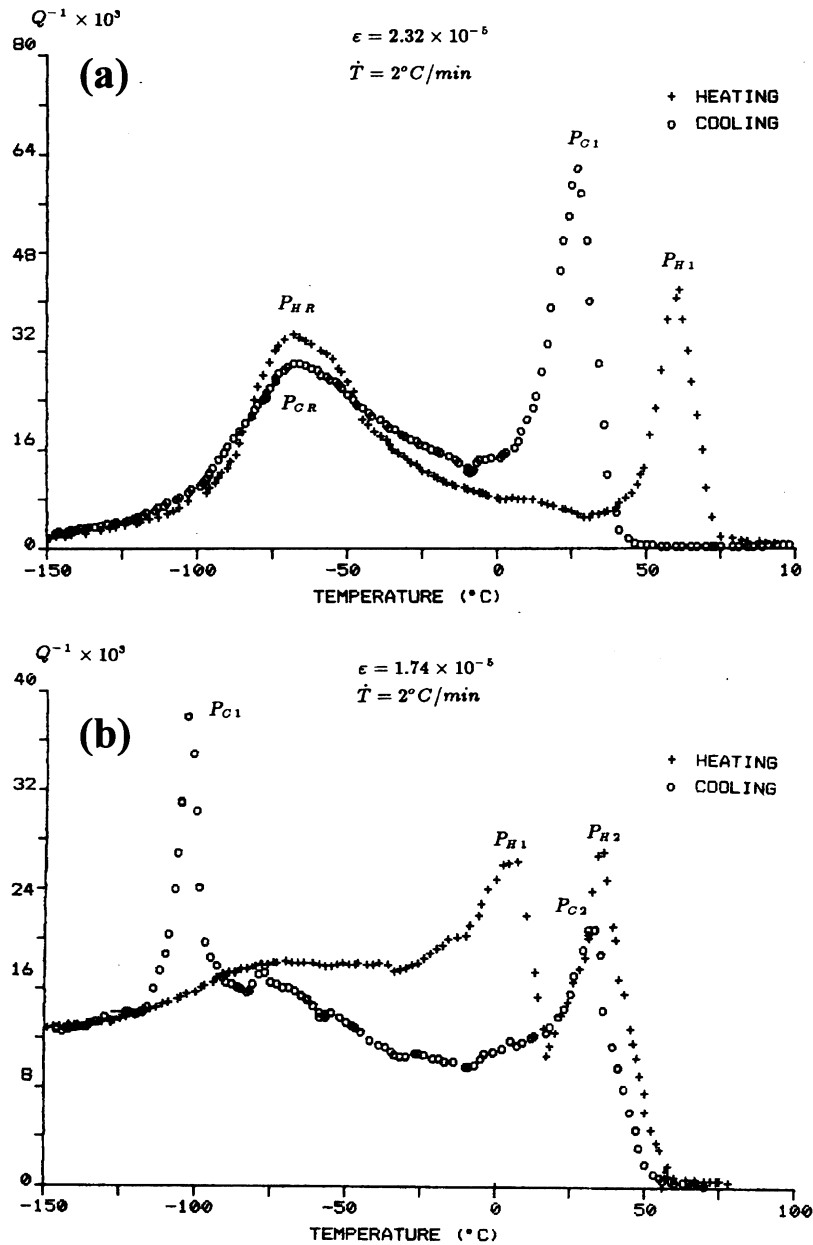 Q⁻¹ × 10³
ε = 2.32 × 10⁻⁵
Ṫ = 2°C/min
(a)
+ HEATING
o COOLING
80
64
48
32
16
0
P_C1
P_H1
P_HR
P_CR
-150 -100 -50 0 50 10
TEMPERATURE (°C)
Q⁻¹ × 10³
ε = 1.74 × 10⁻⁵
Ṫ = 2°C/min
(b)
+ HEATING
o COOLING
40
32
24
16
8
0
P_C1
P_H1
P_H2
P_C2
-150 -100 -50 0 50 100
TEMPERATURE (°C)